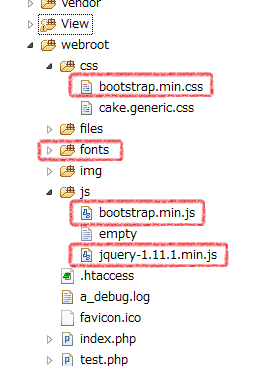 vendor
View
webroot
css
bootstrap.min.css
cake.generic.css
files
fonts
img
js
bootstrap.min.js
empty
jquery-1.11.1.min.js
.htaccess
a_debug.log
favicon.ico
index.php
test.php